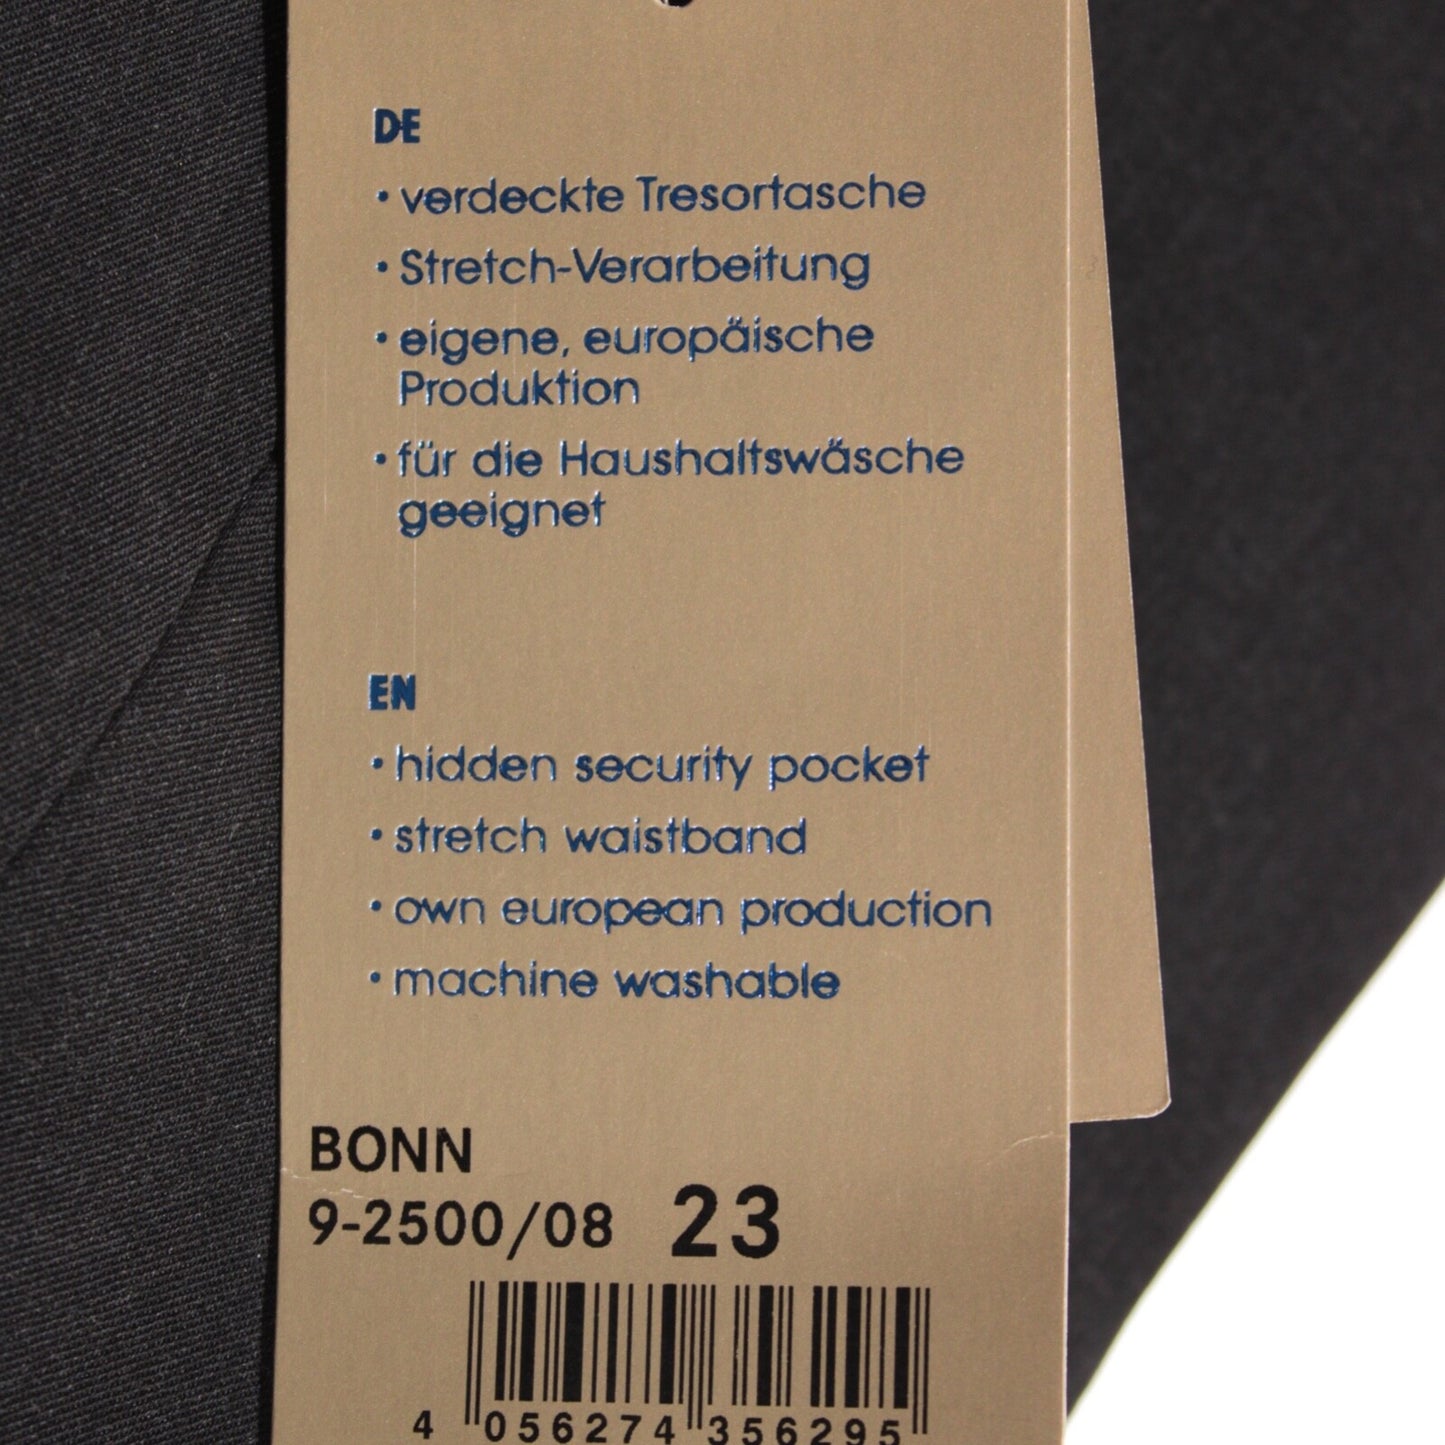 DE
• verdeckte Tresortasche
• Stretch-Verarbeitung
• eigene, europäische
Produktion
• für die Haushaltswäsche
geeignet
EN
• hidden security pocket
• stretch waistband
• own european production
• machine washable
BONN
9-2500/08 23
4 056274 356295